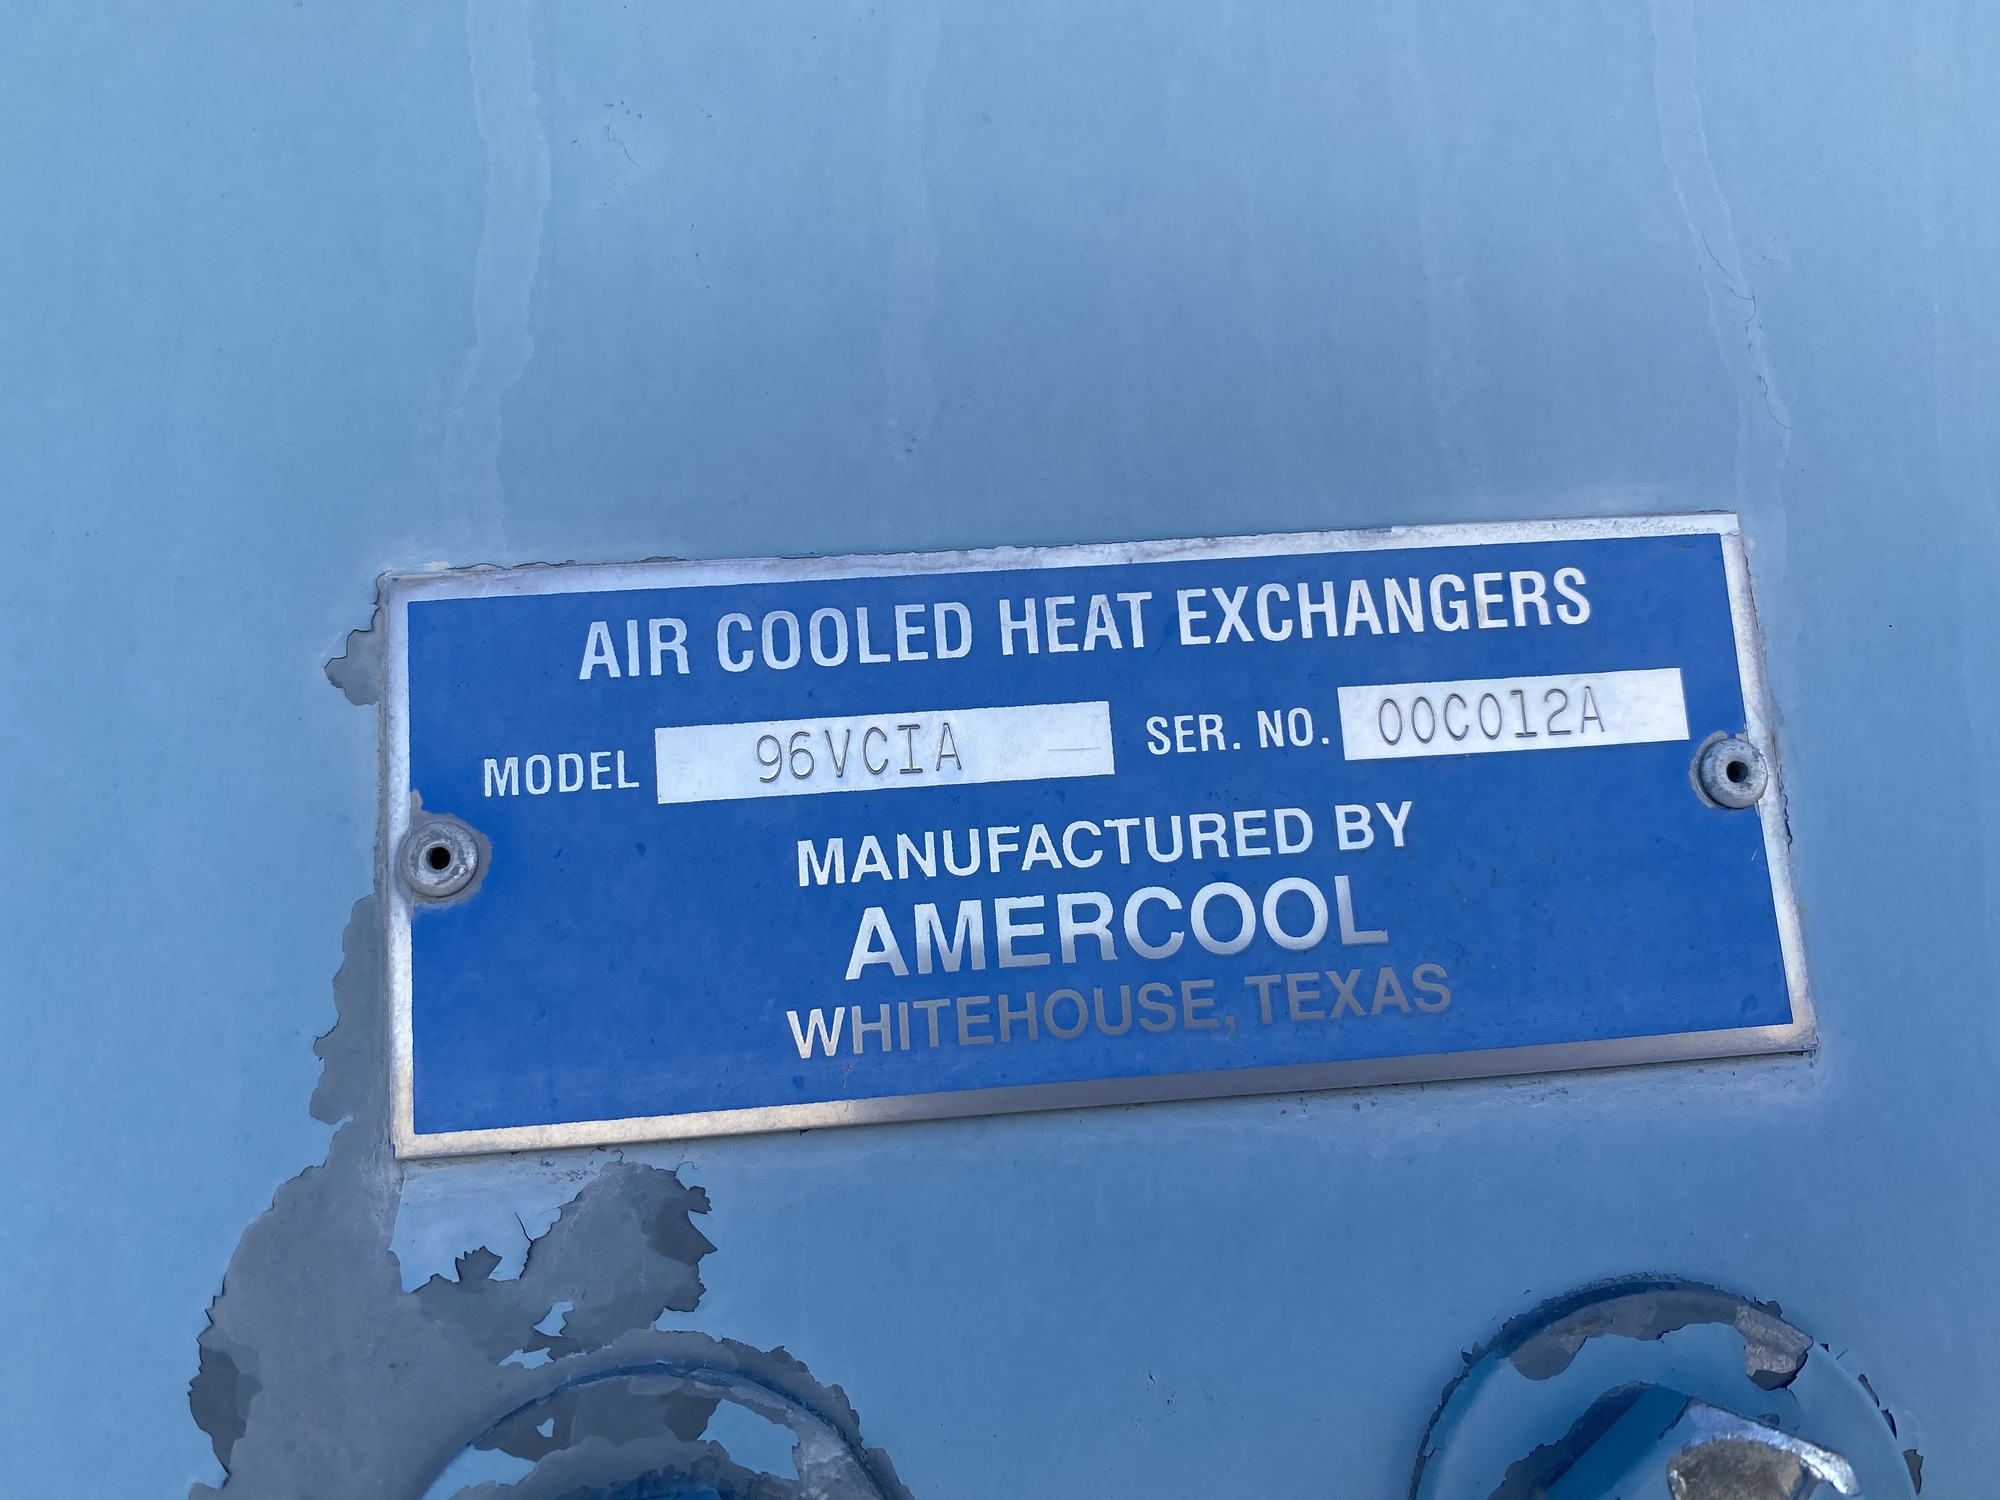 AIR COOLED HEAT EXCHANGERS
MODEL 96VCIA SER. NO. 00C012A
MANUFACTURED BY
AMERCOOL
WHITEHOUSE, TEXAS